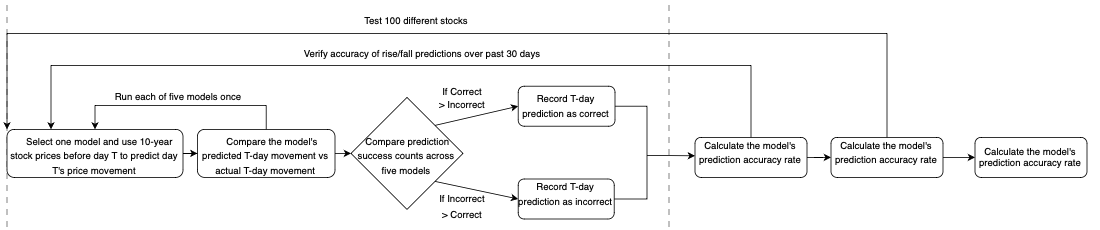 Test 100 different stocks
Verify accuracy of rise/fall predictions over past 30 days
Run each of five models once
Select one model and use 10-year
stock prices before day T to predict day
T's price movement
Compare the model's
predicted T-day movement vs
actual T-day movement
Compare prediction
success counts across
five models
If Correct
> Incorrect
Record T-day
prediction as correct
If Incorrect
> Correct
Record T-day
prediction as incorrect
Calculate the model's
prediction accuracy rate
Calculate the model's
prediction accuracy rate
Calculate the model's
prediction accuracy rate